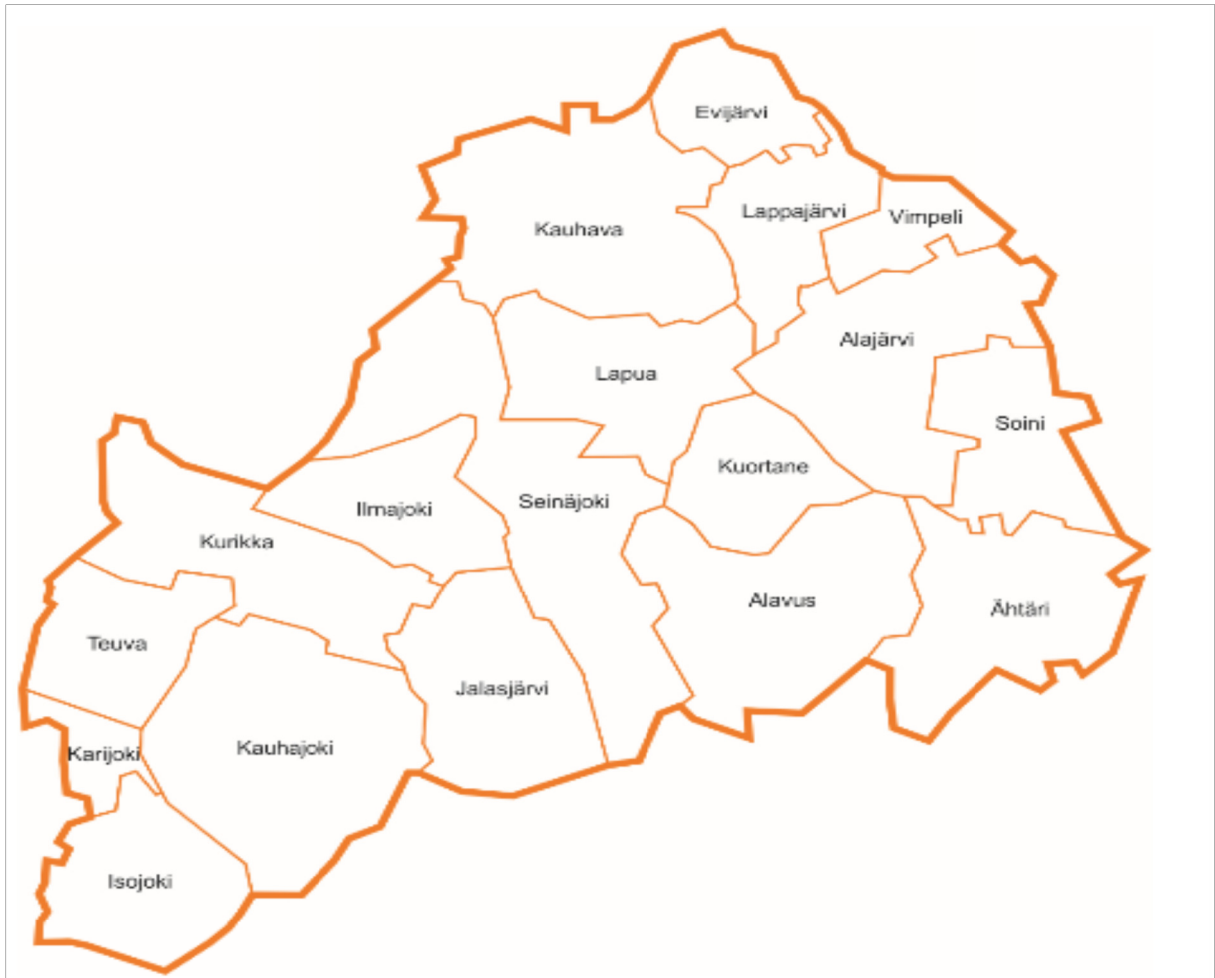 Evijärvi
Lappajärvi
Vimpeli
Kauhava
Alajärvi
Lapua
Soini
Kuortane
Seinäjoki
Ilmajoki
Kurikka
Alavus
Ähtäri
Teuva
Jalasjärvi
Kauhajoki
Karijoki
Isojoki